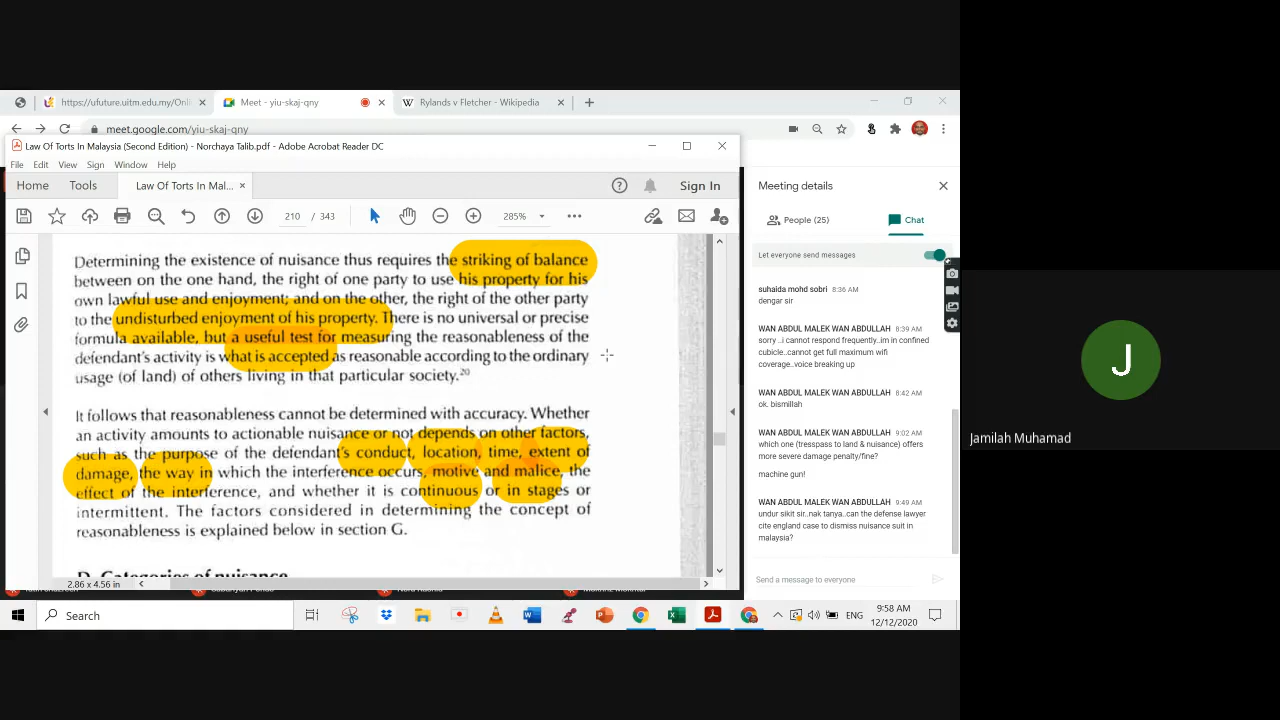 https://ufuture.uitm.edu.my/Onli
Meet - yiu-skaj-qny
Rylands v Fletcher - Wikipedia
meet.google.com/yiu-skaj-qny
Law Of Torts In Malaysia (Second Edition) - Norchaya Talib.pdf - Adobe Acrobat Reader DC
File Edit View Sign Window Help
Home Tools Law Of Torts In Mal... Sign In
210 / 343 285%
Determining the existence of nuisance thus requires the striking of balance
between on the one hand, the right of one party to use his property for his
own lawful use and enjoyment; and on the other, the right of the other party
to the undisturbed enjoyment of his property. There is no universal or precise
formula available, but a useful test for measuring the reasonableness of the
defendant's activity is what is accepted as reasonable according to the ordinary
usage (of land) of others living in that particular society.20
It follows that reasonableness cannot be determined with accuracy. Whether
an activity amounts to actionable nuisance or not depends on other factors,
such as the purpose of the defendant's conduct, location, time, extent of
damage, the way in which the interference occurs, motive and malice, the
effect of the interference, and whether it is continuous or in stages or
intermittent. The factors considered in determining the concept of
reasonableness is explained below in section G.
D. Categories of nuisance
2.86 x 4.56 in
Meeting details
People (25) Chat
Let everyone send messages
suhaida mohd sobri 8:36 AM
dengar sir
WAN ABDUL MALEK WAN ABDULLAH 8:39 AM
sorry ..i cannot respond frequently..im in confined
cubicle..cannot get full maximum wifi
coverage..voice breaking up
WAN ABDUL MALEK WAN ABDULLAH 8:42 AM
ok. bismillah
WAN ABDUL MALEK WAN ABDULLAH 9:02 AM
which one (tresspass to land & nuisance) offers
more severe damage penalty/fine?
machine gun!
WAN ABDUL MALEK WAN ABDULLAH 9:49 AM
undur sikit sir..nak tanya..can the defense lawyer
cite england case to dismiss nuisance suit in
malaysia?
Send a message to everyone
Search
ENG
9:58 AM
12/12/2020
J
Jamilah Muhamad